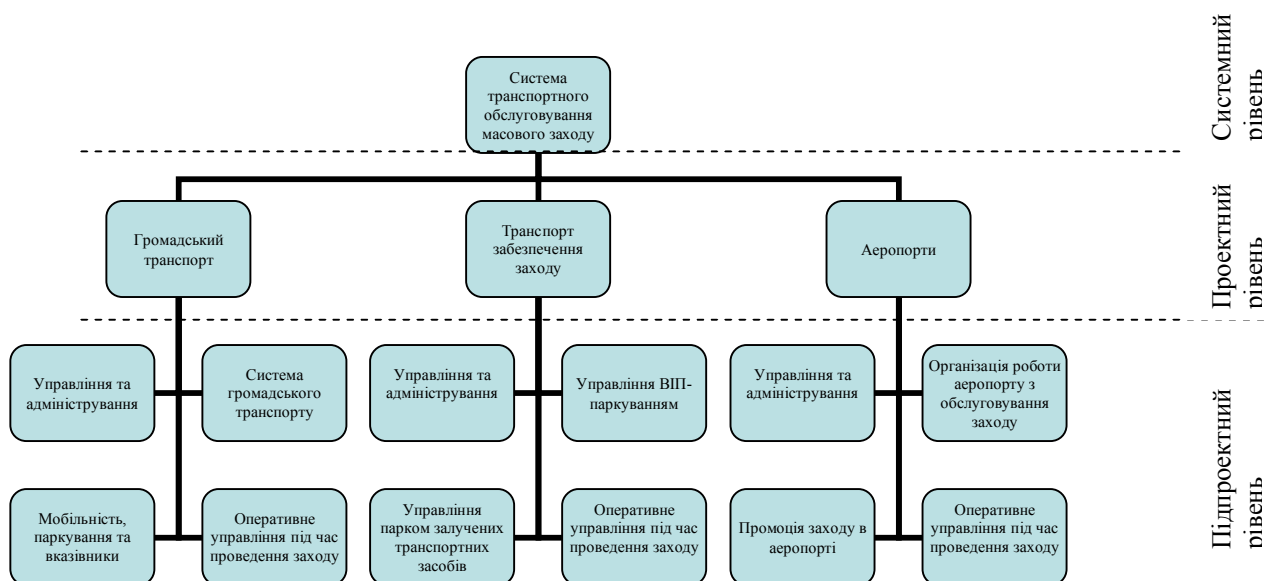 Система
транспортного
обслуговування
масового заходу
Системний
рівень
Громадський
транспорт
Транспорт
забезпечення
заходу
Аеропорти
Проектний
рівень
Управління та
адміністрування
Система
громадського
транспорту
Управління та
адміністрування
Управління ВІП-
паркуванням
Управління та
адміністрування
Організація роботи
аеропорту з
обслуговування
заходу
Мобільність,
паркування та
вказівники
Оперативне
управління під час
проведення заходу
Управління
парком залучених
транспортних
засобів
Оперативне
управління під час
проведення заходу
Промоція заходу в
аеропорті
Оперативне
управління під час
проведення заходу
Підпроектний
рівень